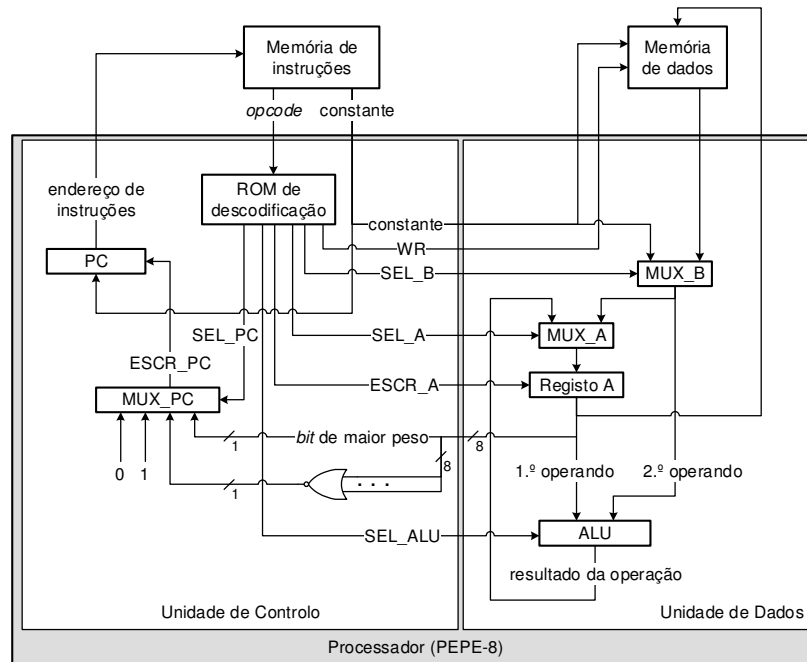 Memória de
instruções
Memória
de dados
opcode
constante
ROM de
descodificação
endereço de
instruções
constante
WR
PC
SEL_B
MUX_B
SEL_PC
SEL_A
MUX_A
ESCR_PC
ESCR_A
Registo A
MUX_PC
bit de maior peso
1
8
8
0
1
1
. . .
1.º operando
2.º operando
SEL_ALU
ALU
resultado da operação
Unidade de Controlo
Unidade de Dados
Processador (PEPE-8)